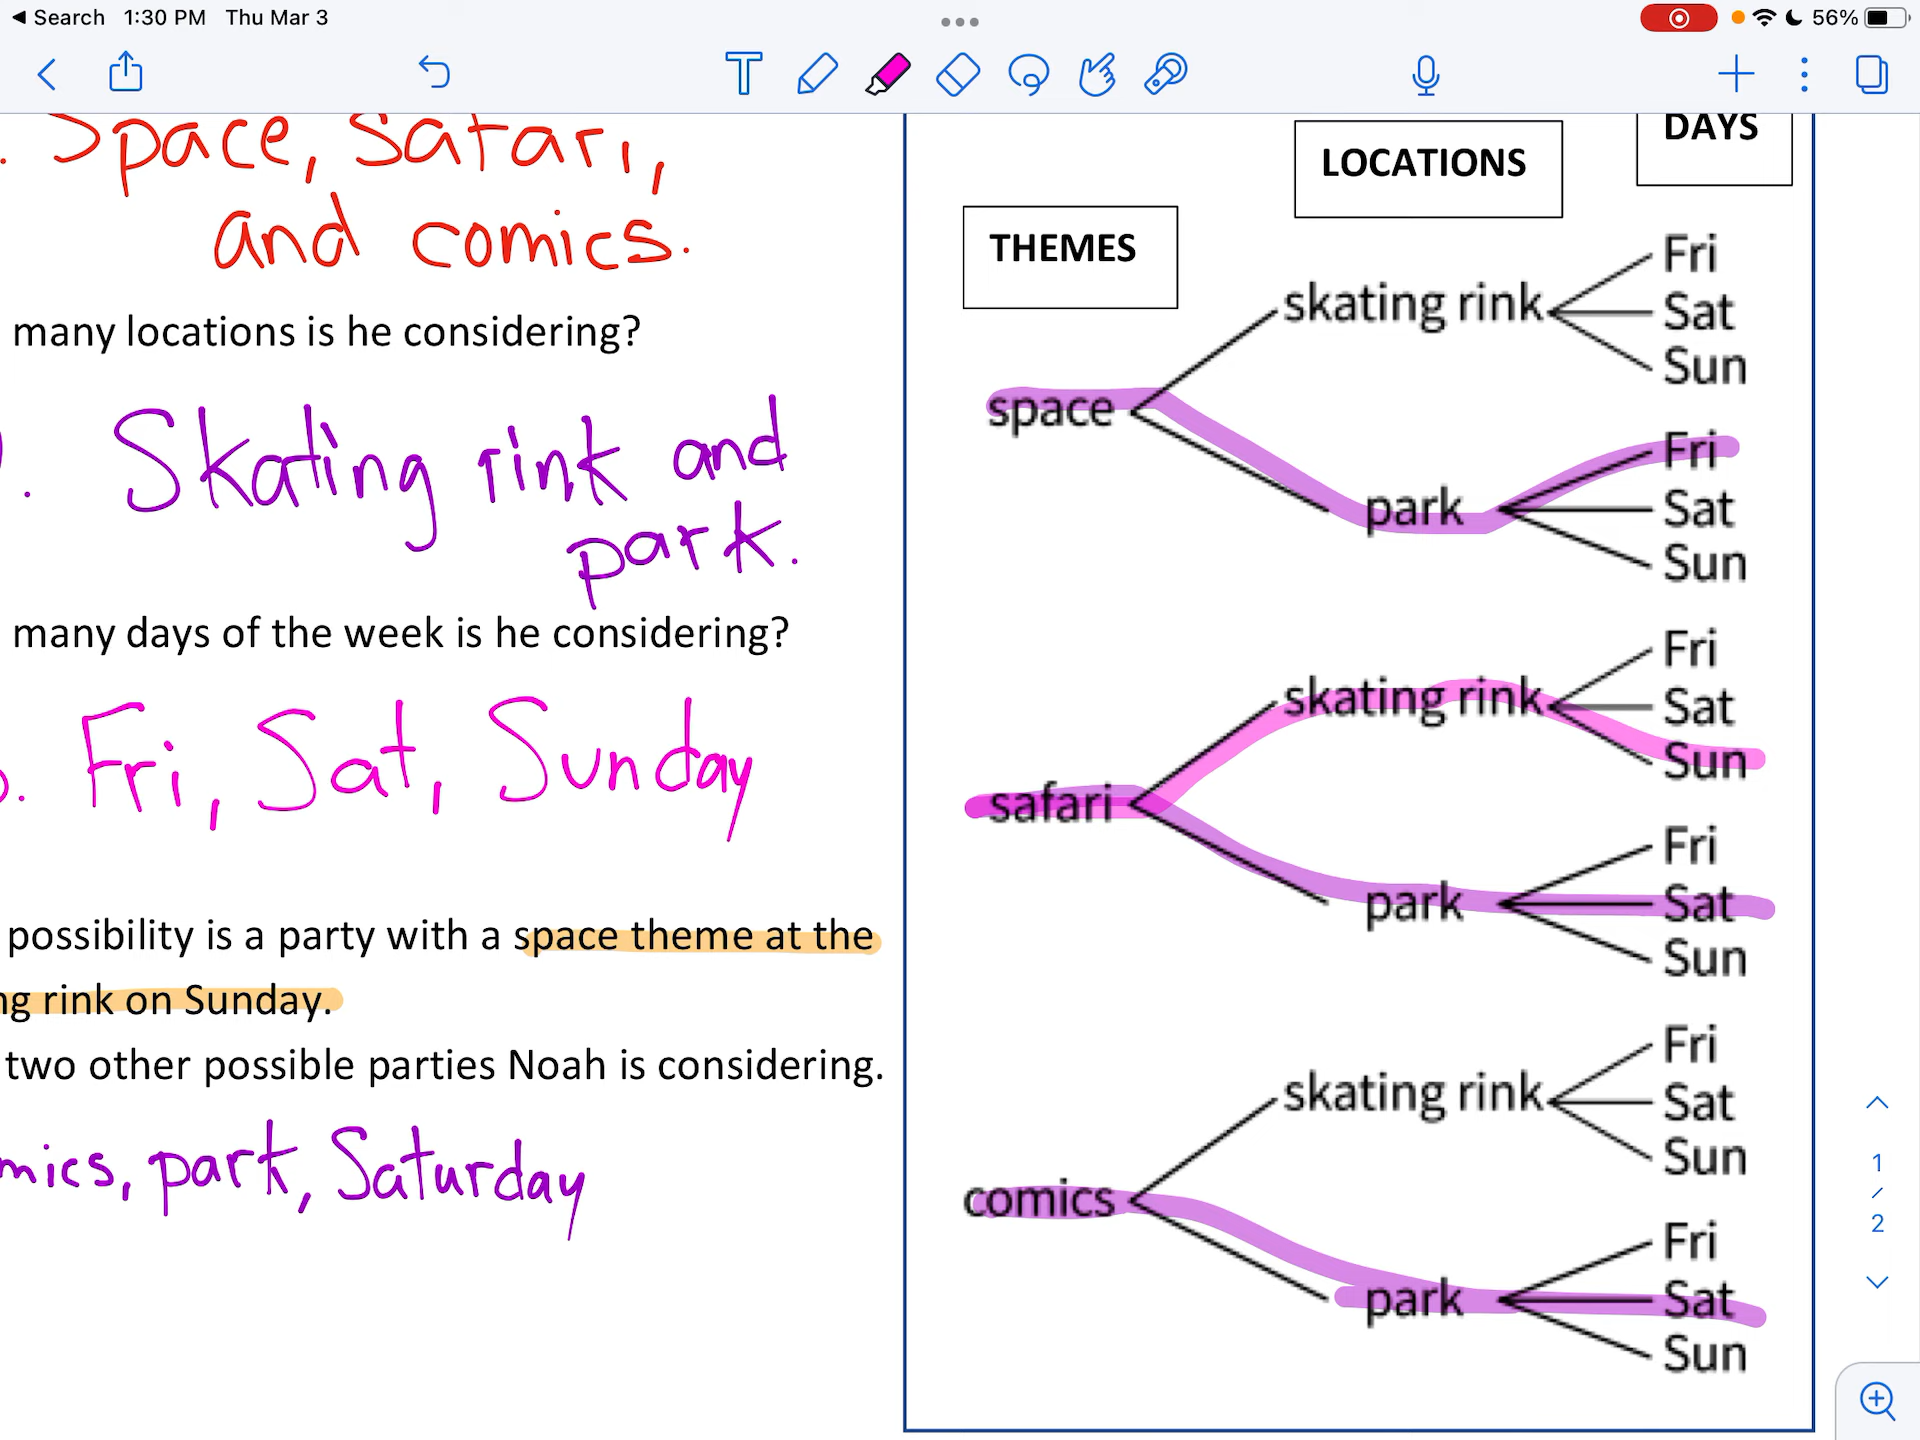 Search 1:30 PM Thu Mar 3
56%
Space, Safari,
and comics.
many locations is he considering?
Skating rink and
park.
many days of the week is he considering?
Fri, Sat, Sunday
possibility is a party with a space theme at the
ng rink on Sunday.
two other possible parties Noah is considering.
mics, park, Saturday
DAYS
LOCATIONS
THEMES
Fri
skating rink Sat
Sun
space
Fri
park Sat
Sun
Fri
skating rink Sat
Sun
safari
Fri
park Sat
Sun
Fri
skating rink Sat
Sun
comics
Fri
park Sat
Sun
1
/
2